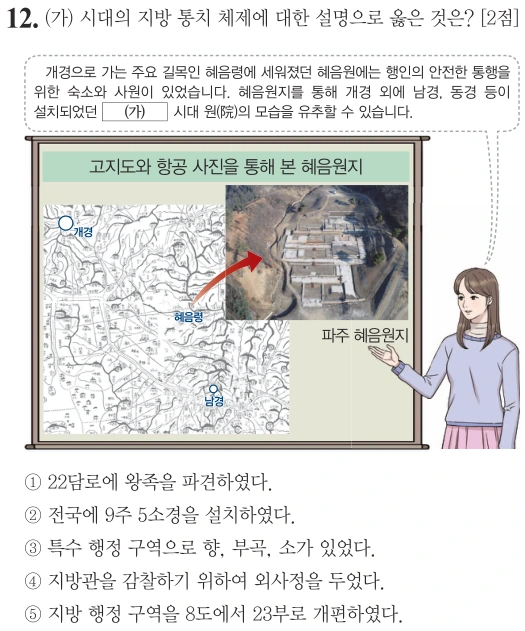 12. (가) 시대의 지방 통치 체제에 대한 설명으로 옳은 것은? [2점]
개경으로 가는 주요 길목인 혜음령에 세워졌던 혜음원에는 행인의 안전한 통행을
위한 숙소와 사원이 있었습니다. 혜음원지를 통해 개경 외에 남경, 동경 등이
설치되었던 (가) 시대 원(院)의 모습을 유추할 수 있습니다.
고지도와 항공 사진을 통해 본 혜음원지
개경
혜음령
파주 혜음원지
남경
① 22담로에 왕족을 파견하였다.
② 전국에 9주 5소경을 설치하였다.
③ 특수 행정 구역으로 향, 부곡, 소가 있었다.
④ 지방관을 감찰하기 위하여 외사정을 두었다.
⑤ 지방 행정 구역을 8도에서 23부로 개편하였다.